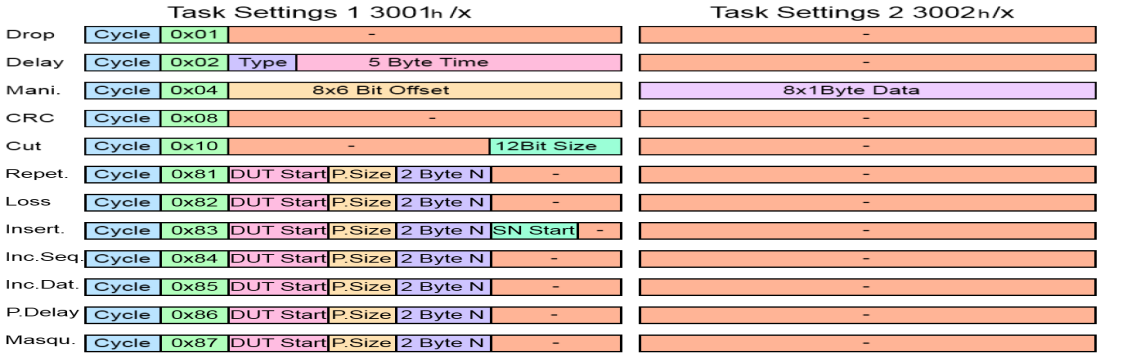 Task Settings 1 3001h /x Task Settings 2 3002h/x
Drop Cycle 0x01 - -
Delay Cycle 0x02 Type 5 Byte Time -
Mani. Cycle 0x04 8x6 Bit Offset 8x1Byte Data
CRC Cycle 0x08 - -
Cut Cycle 0x10 - 12Bit Size -
Repet. Cycle 0x81 DUT Start P.Size 2 Byte N - -
Loss Cycle 0x82 DUT Start P.Size 2 Byte N - -
Insert. Cycle 0x83 DUT Start P.Size 2 Byte N SN Start - -
Inc.Seq. Cycle 0x84 DUT Start P.Size 2 Byte N - -
Inc.Dat. Cycle 0x85 DUT Start P.Size 2 Byte N - -
P.Delay Cycle 0x86 DUT Start P.Size 2 Byte N - -
Masqu. Cycle 0x87 DUT Start P.Size 2 Byte N - -